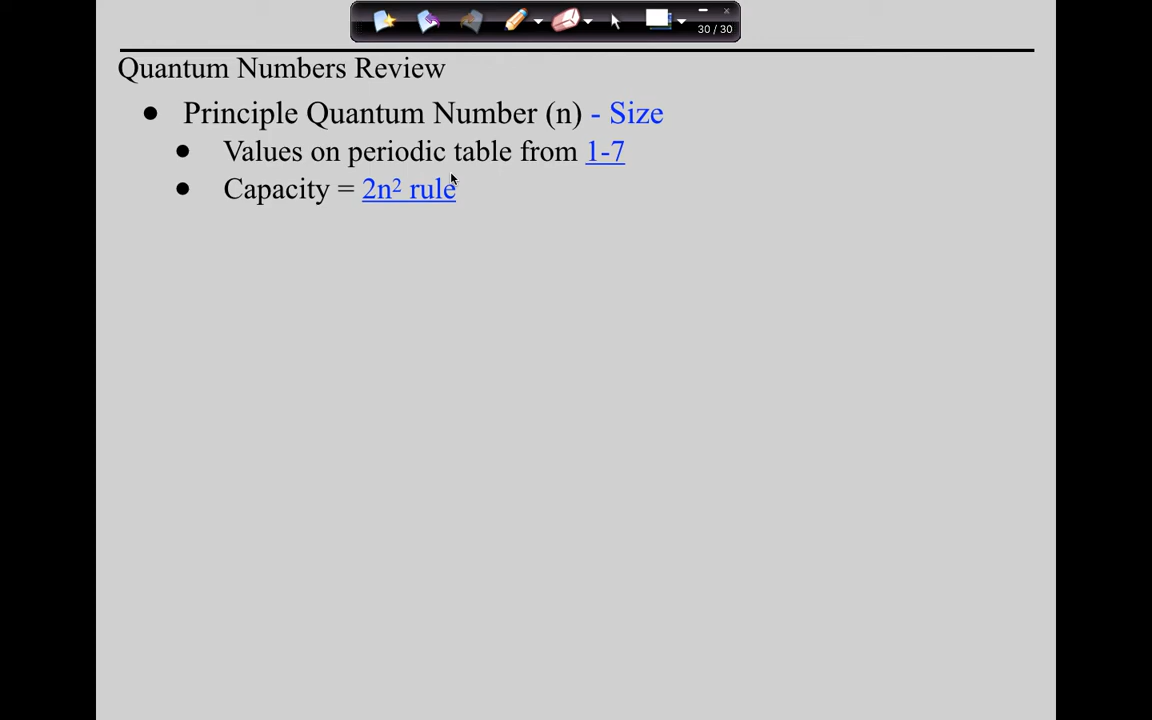 30 / 30
Quantum Numbers Review
● Principle Quantum Number (n) - Size
● Values on periodic table from 1-7
● Capacity = 2n² rule